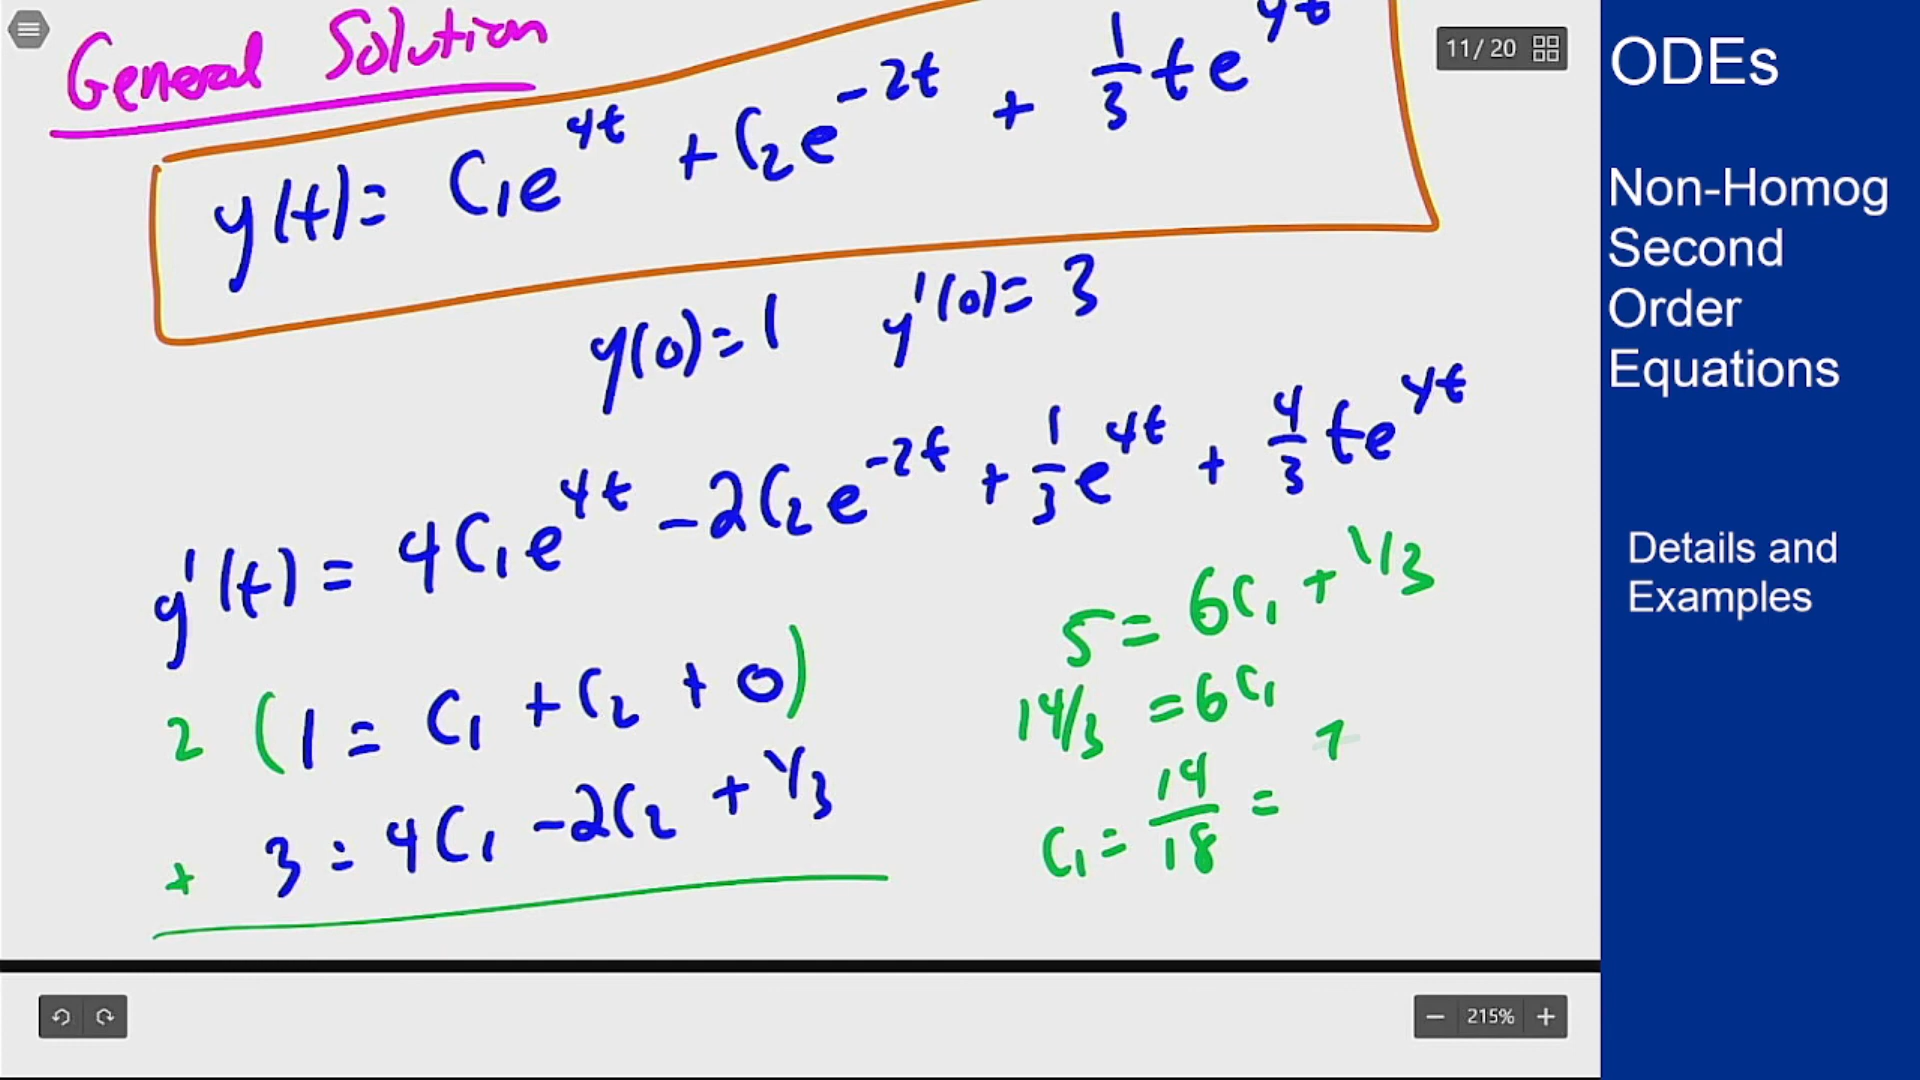 General Solution
y(t) = C₁e^{4t} + C₂e^{-2t} + 1/3 te^{4t}
y(0) = 1 y'(0) = 3
y'(t) = 4C₁e^{4t} - 2C₂e^{-2t} + 1/3 e^{4t} + 4/3 te^{4t}
2 (1 = C₁ + C₂ + 0)
+ 3 = 4C₁ - 2C₂ + 1/3
5 = 6C₁ + 1/3
14/3 = 6C₁
C₁ = 14/18 = 7
11 / 20
215%
ODEs
Non-Homog
Second
Order
Equations
Details and
Examples